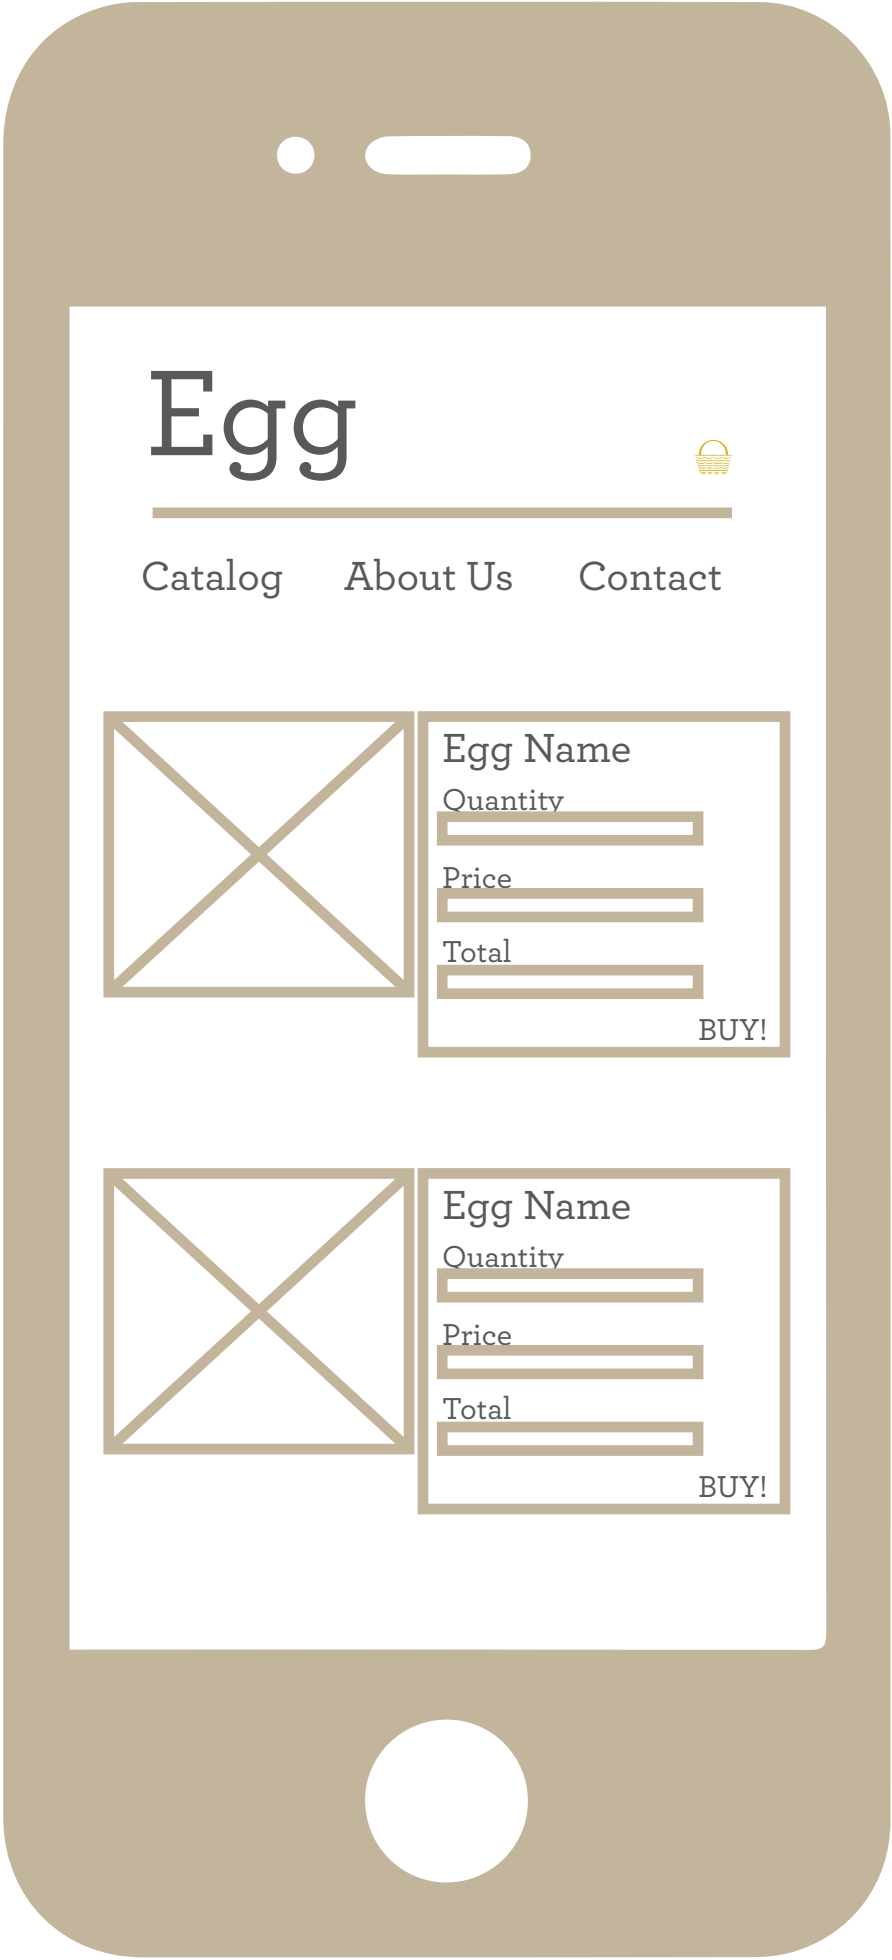 Egg
Catalog About Us Contact
Egg Name
Quantity
Price
Total
BUY!
Egg Name
Quantity
Price
Total
BUY!